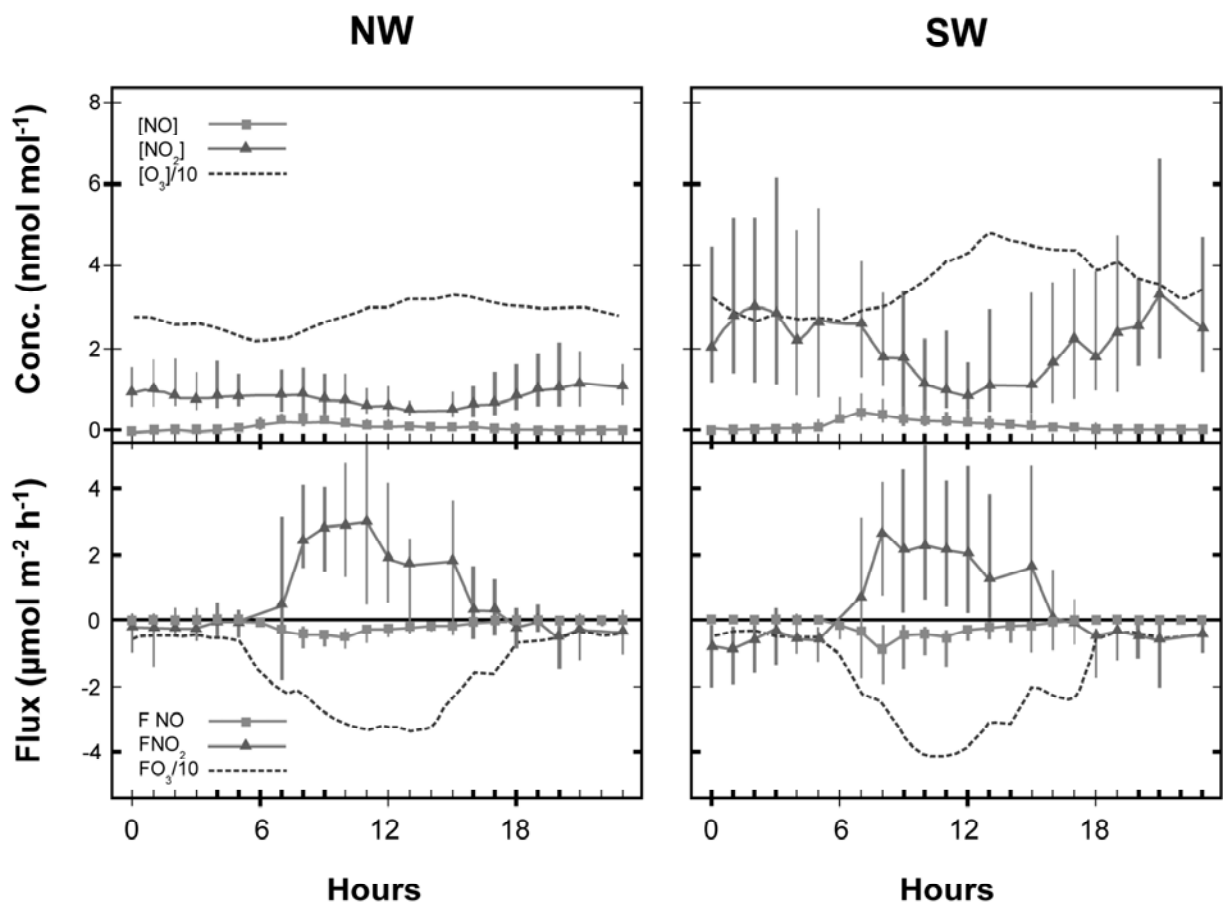 NW SW
Conc. (nmol mol⁻¹)
8
6
4
2
0
[NO]
[NO₂]
[O₃]/10
Flux (µmol m⁻² h⁻¹)
4
2
0
-2
-4
F NO
FNO₂
FO₃/10
0 6 12 18 0 6 12 18
Hours Hours